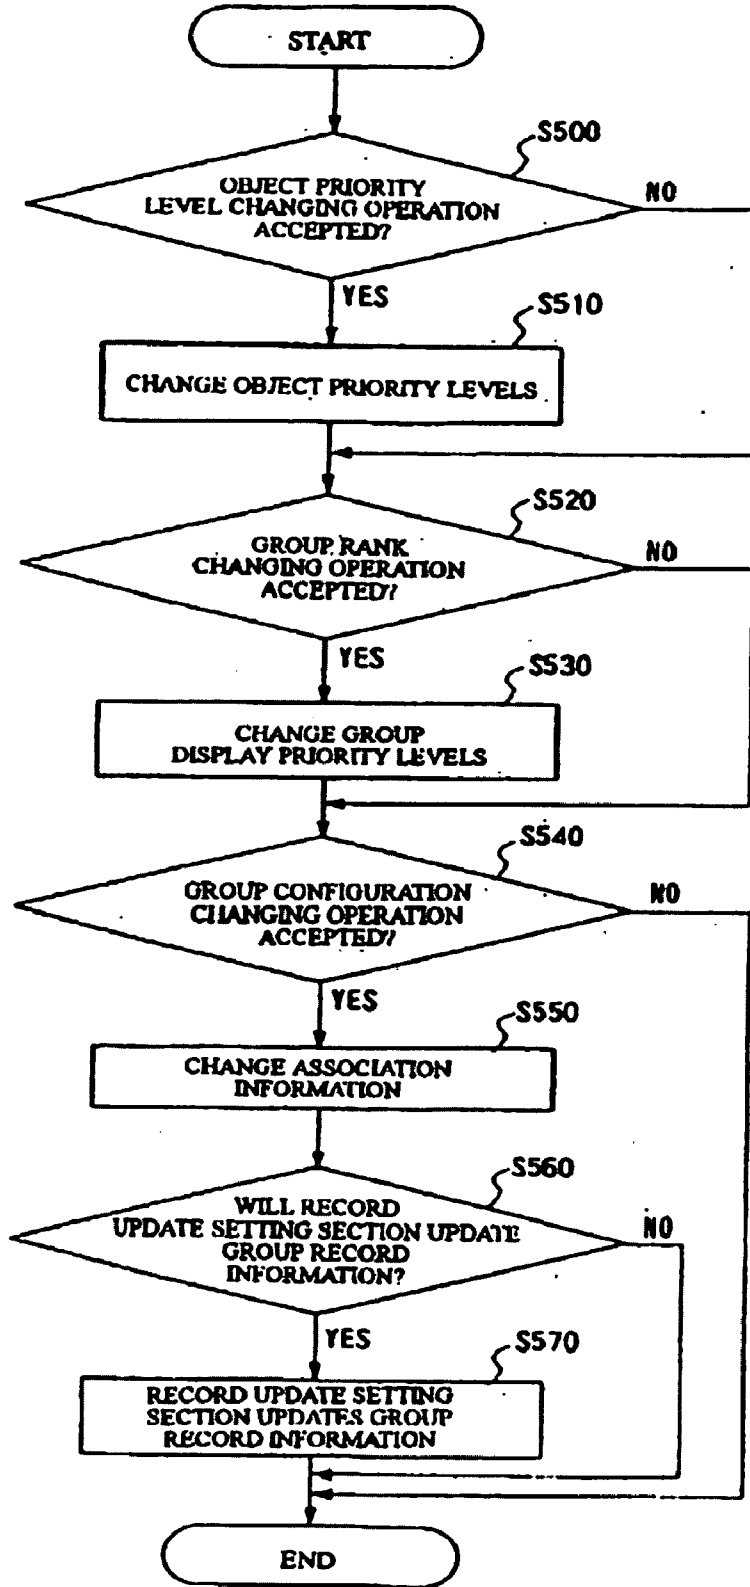 START
S500
OBJECT PRIORITY
LEVEL CHANGING OPERATION
ACCEPTED?
NO
YES
S510
CHANGE OBJECT PRIORITY LEVELS
S520
GROUP RANK
CHANGING OPERATION
ACCEPTED?
NO
YES
S530
CHANGE GROUP
DISPLAY PRIORITY LEVELS
S540
GROUP CONFIGURATION
CHANGING OPERATION
ACCEPTED?
NO
YES
S550
CHANGE ASSOCIATION
INFORMATION
S560
WILL RECORD
UPDATE SETTING SECTION UPDATE
GROUP RECORD
INFORMATION?
NO
YES
S570
RECORD UPDATE SETTING
SECTION UPDATES GROUP
RECORD INFORMATION
END